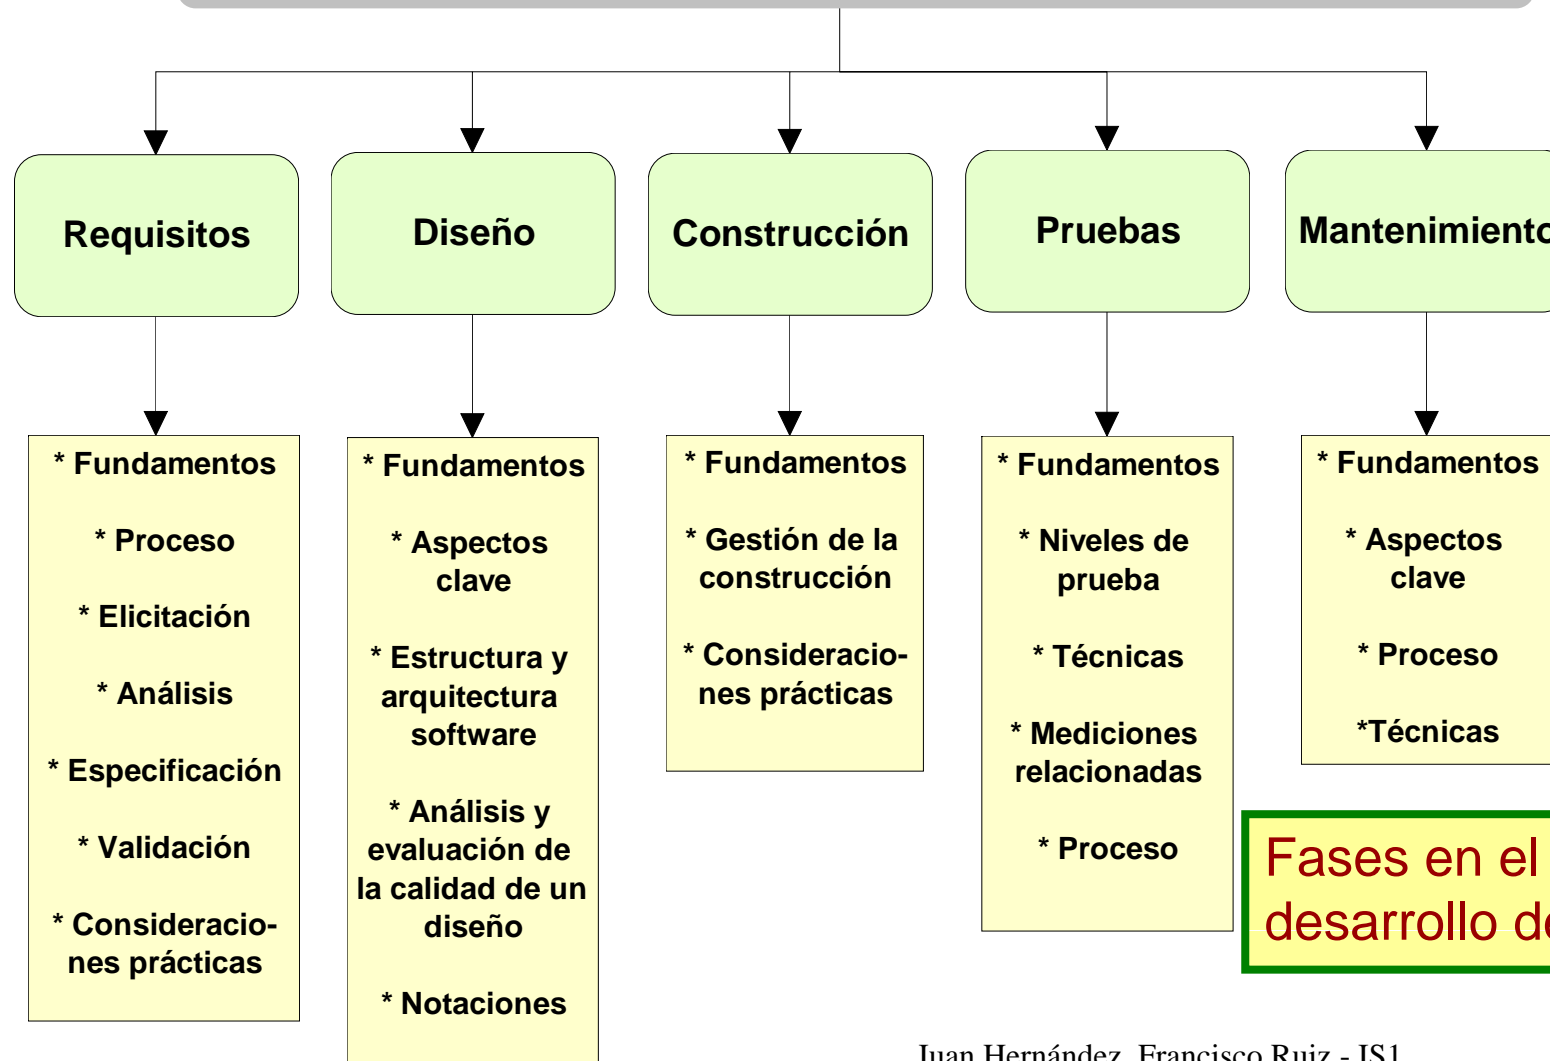 Requisitos
Diseño
Construcción
Pruebas
Mantenimiento
* Fundamentos
* Proceso
* Elicitación
* Análisis
* Especificación
* Validación
* Consideracio-
nes prácticas
* Fundamentos
* Aspectos
clave
* Estructura y
arquitectura
software
* Análisis y
evaluación de
la calidad de un
diseño
* Notaciones
* Fundamentos
* Gestión de la
construcción
* Consideracio-
nes prácticas
* Fundamentos
* Niveles de
prueba
* Técnicas
* Mediciones
relacionadas
* Proceso
* Fundamentos
* Aspectos
clave
* Proceso
*Técnicas
Fases en el
desarrollo de
Juan Hernández, Francisco Ruiz - IS1